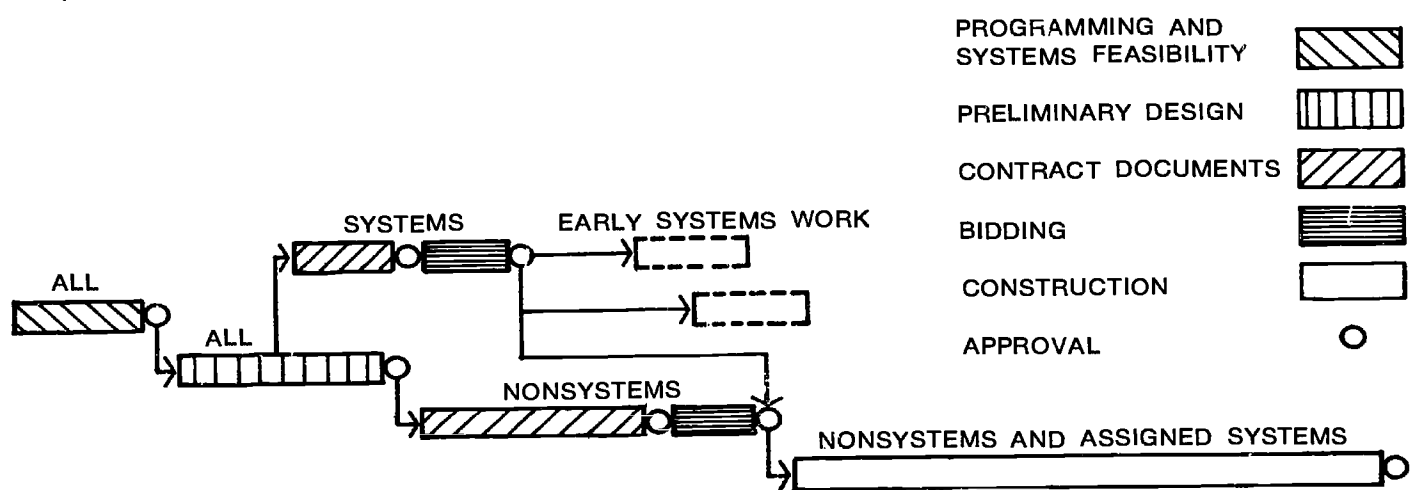 PROGRAMMING AND
SYSTEMS FEASIBILITY
PRELIMINARY DESIGN
CONTRACT DOCUMENTS
BIDDING
CONSTRUCTION
APPROVAL
SYSTEMS
EARLY SYSTEMS WORK
ALL
ALL
NONSYSTEMS
NONSYSTEMS AND ASSIGNED SYSTEMS